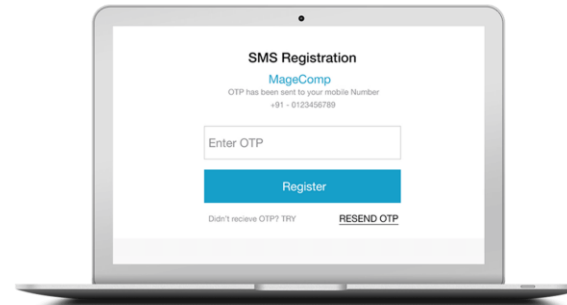 SMS Registration
MageComp
OTP has been sent to your mobile Number
+91 - 0123456789
Enter OTP
Register
Didn't recieve OTP? TRY RESEND OTP